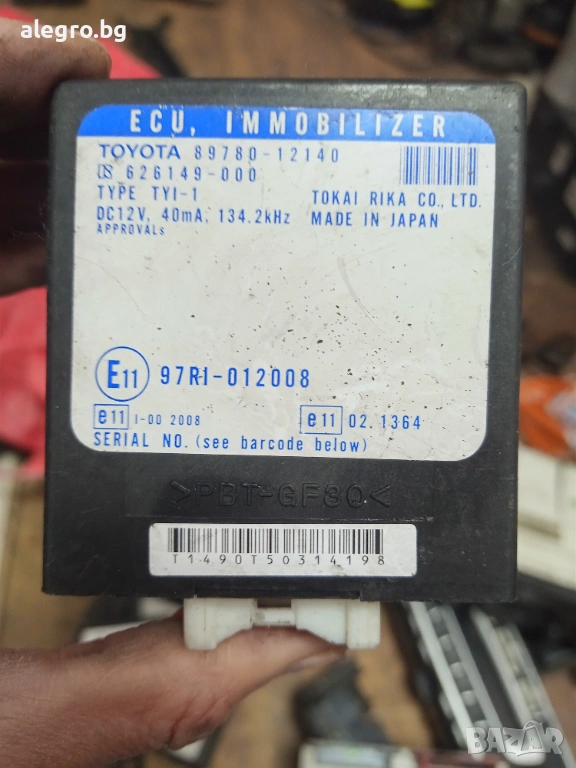 alegro.bg
ECU, IMMOBILIZER
TOYOTA 89780-12140
626149-000
TYPE TYI-1 TOKAI RIKA CO., LTD.
DC12V, 40mA, 134.2kHz MADE IN JAPAN
APPROVALs
E11 97RI-012008
e11 I-00 2008 e11 02.1364
SERIAL NO. (see barcode below)
>PBT-GF30<
T1490T50314198
BAZAR